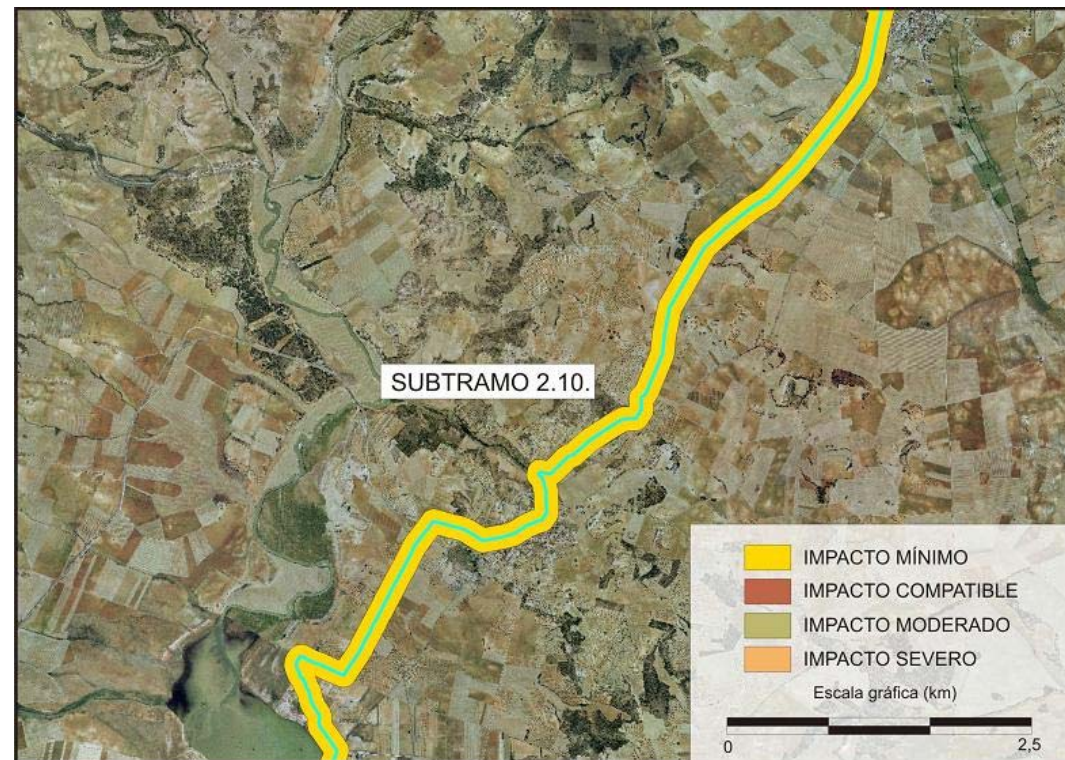 SUBTRAMO 2.10.
IMPACTO MÍNIMO
IMPACTO COMPATIBLE
IMPACTO MODERADO
IMPACTO SEVERO
Escala gráfica (km)
0 2,5